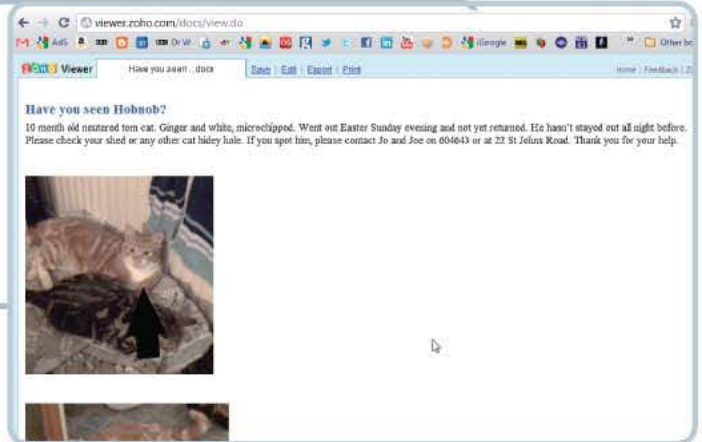 viewer.zoho.com/docs/view.do
AdS Dr.W iGoogle » Other bo
ZOHO Viewer Have you seen...docx Save | Edit | Export | Print Home | Feedback | Z
Have you seen Hobnob?
10 month old neutered tom cat. Ginger and white, microchipped. Went out Easter Sunday evening and not yet returned. He hasn't stayed out all night before.
Please check your shed or any other cat hidey hole. If you spot him, please contact Jo and Joe on 604643 or at 22 St Johns Road. Thank you for your help.